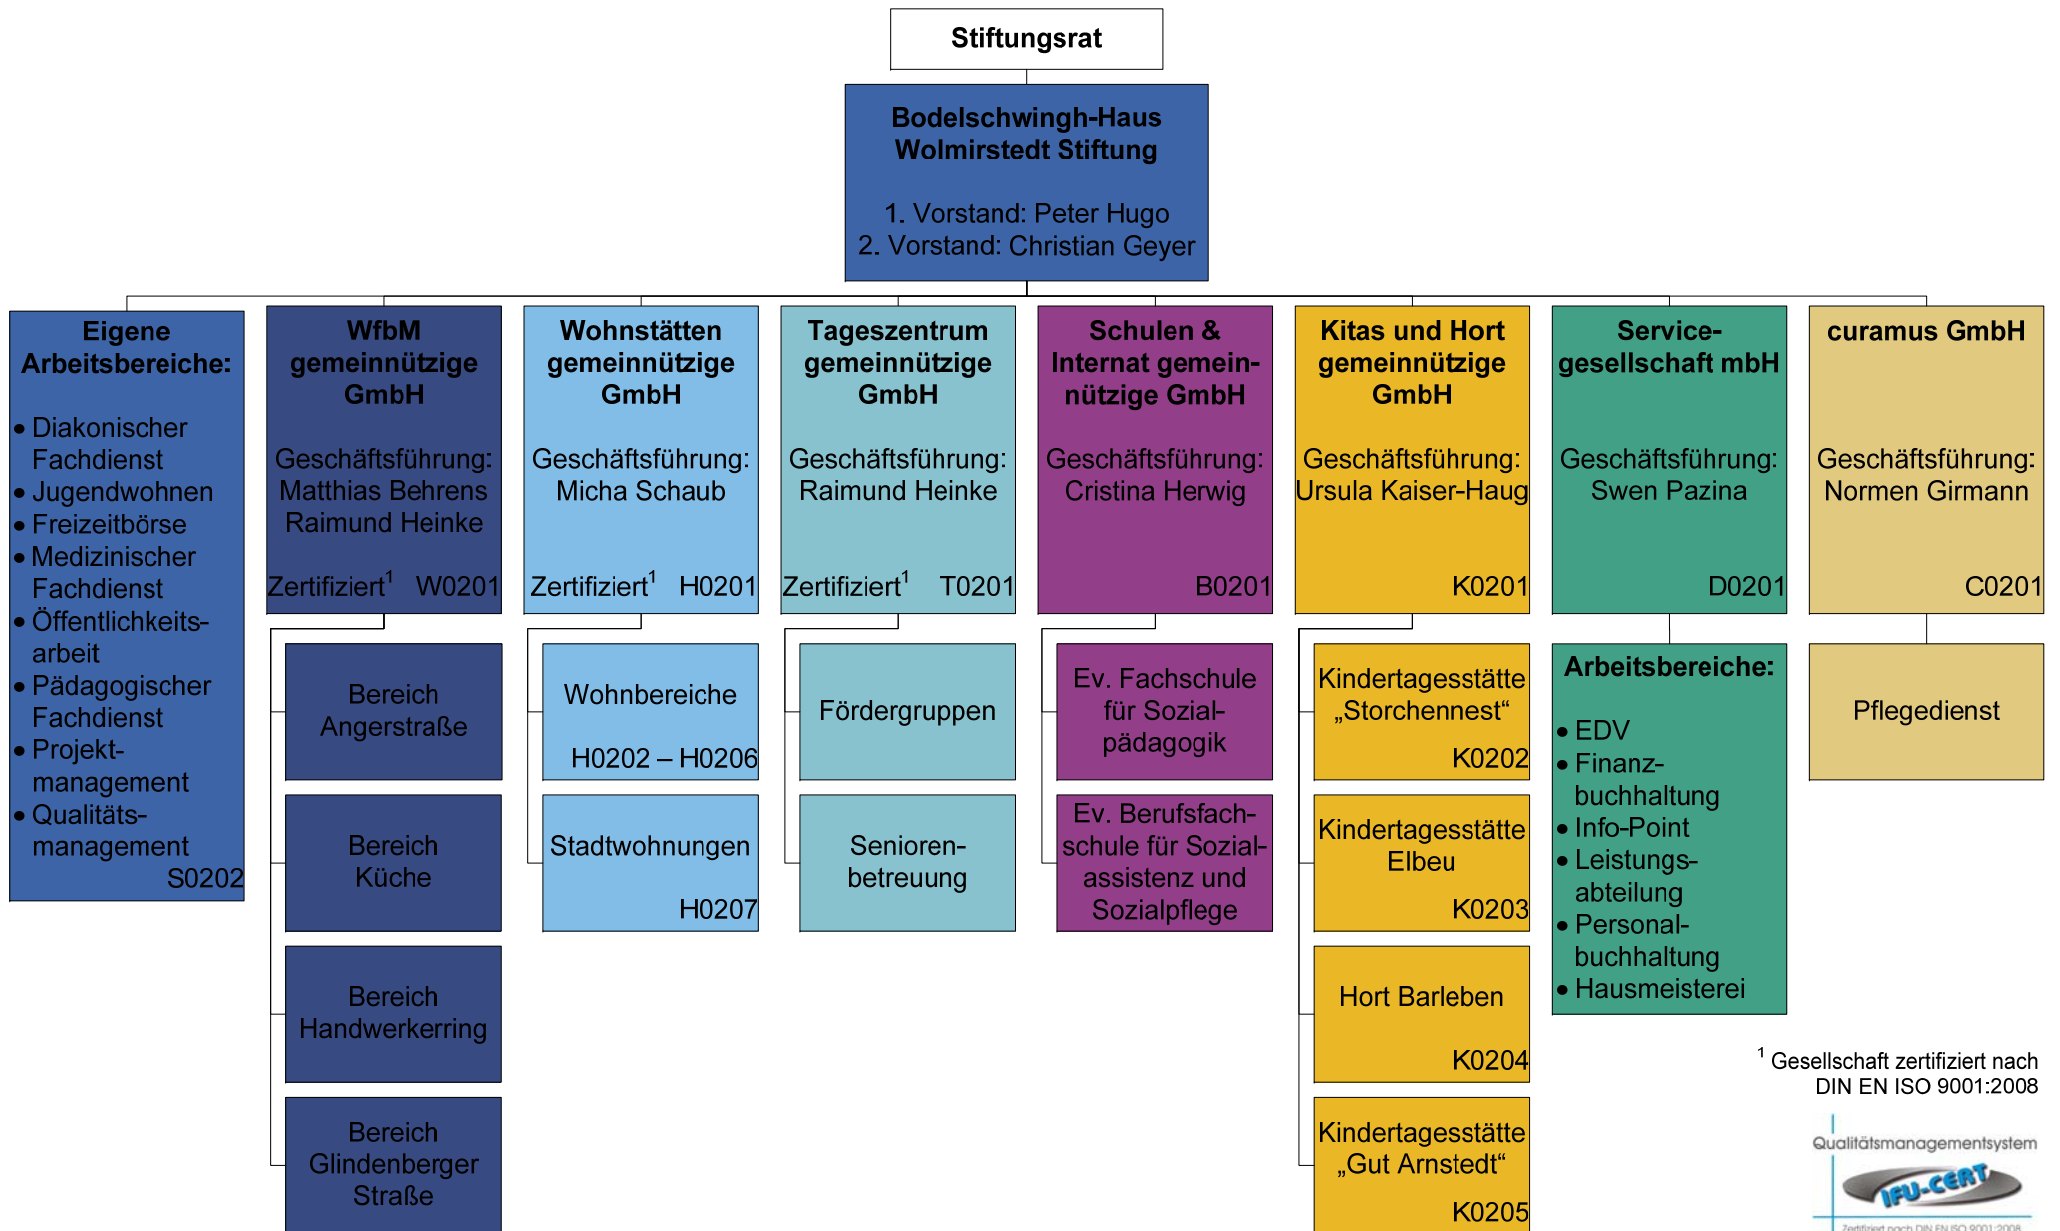 Stiftungsrat
Bodelschwingh-Haus
Wolmirstedt Stiftung
1. Vorstand: Peter Hugo
2. Vorstand: Christian Geyer
Eigene
Arbeitsbereiche:
• Diakonischer
Fachdienst
• Jugendwohnen
• Freizeitbörse
• Medizinischer
Fachdienst
• Öffentlichkeits-
arbeit
• Pädagogischer
Fachdienst
• Projekt-
management
• Qualitäts-
management
S0202
WfbM
gemeinnützige
GmbH
Geschäftsführung:
Matthias Behrens
Raimund Heinke
Zertifiziert¹ W0201
Bereich
Angerstraße
Bereich
Küche
Bereich
Handwerkerring
Bereich
Glindenberger
Straße
Wohnstätten
gemeinnützige
GmbH
Geschäftsführung:
Micha Schaub
Zertifiziert¹ H0201
Wohnbereiche
H0202 – H0206
Stadtwohnungen
H0207
Tageszentrum
gemeinnützige
GmbH
Geschäftsführung:
Raimund Heinke
Zertifiziert¹ T0201
Fördergruppen
Senioren-
betreuung
Schulen &
Internat gemein-
nützige GmbH
Geschäftsführung:
Cristina Herwig
B0201
Ev. Fachschule
für Sozial-
pädagogik
Ev. Berufsfach-
schule für Sozial-
assistenz und
Sozialpflege
Kitas und Hort
gemeinnützige
GmbH
Geschäftsführung:
Ursula Kaiser-Haug
K0201
Kindertagesstätte
„Storchennest“
K0202
Kindertagesstätte
Elbeu
K0203
Hort Barleben
K0204
Kindertagesstätte
„Gut Arnstedt“
K0205
Service-
gesellschaft mbH
Geschäftsführung:
Swen Pazina
D0201
Arbeitsbereiche:
• EDV
• Finanz-
buchhaltung
• Info-Point
• Leistungs-
abteilung
• Personal-
buchhaltung
• Hausmeisterei
curamus GmbH
Geschäftsführung:
Normen Girmann
C0201
Pflegedienst
¹ Gesellschaft zertifiziert nach
DIN EN ISO 9001:2008
Qualitätsmanagementsystem
IFU-CERT
Zertifiziert nach DIN EN ISO 9001:2008